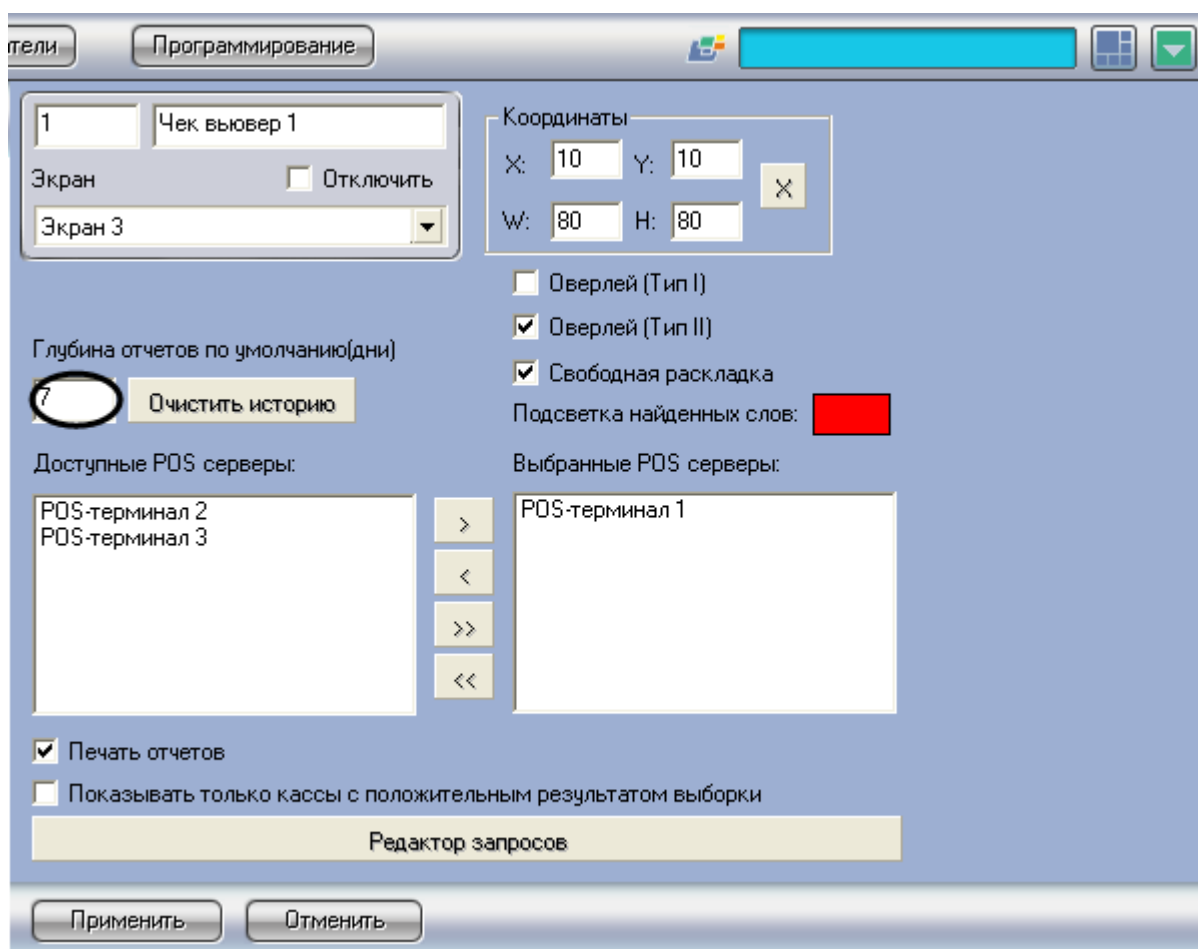 тели Программирование
1 Чек вьювер 1
Экран Отключить
Экран 3
Координаты
X: 10 Y: 10
X
W: 80 H: 80
Оверлей (Тип I)
Оверлей (Тип II)
Свободная раскладка
Подсветка найденных слов:
Глубина отчетов по умолчанию(дни)
7 Очистить историю
Доступные POS серверы:
POS-терминал 2
POS-терминал 3
>
<
>>
<<
Выбранные POS серверы:
POS-терминал 1
Печать отчетов
Показывать только кассы с положительным результатом выборки
Редактор запросов
Применить Отменить